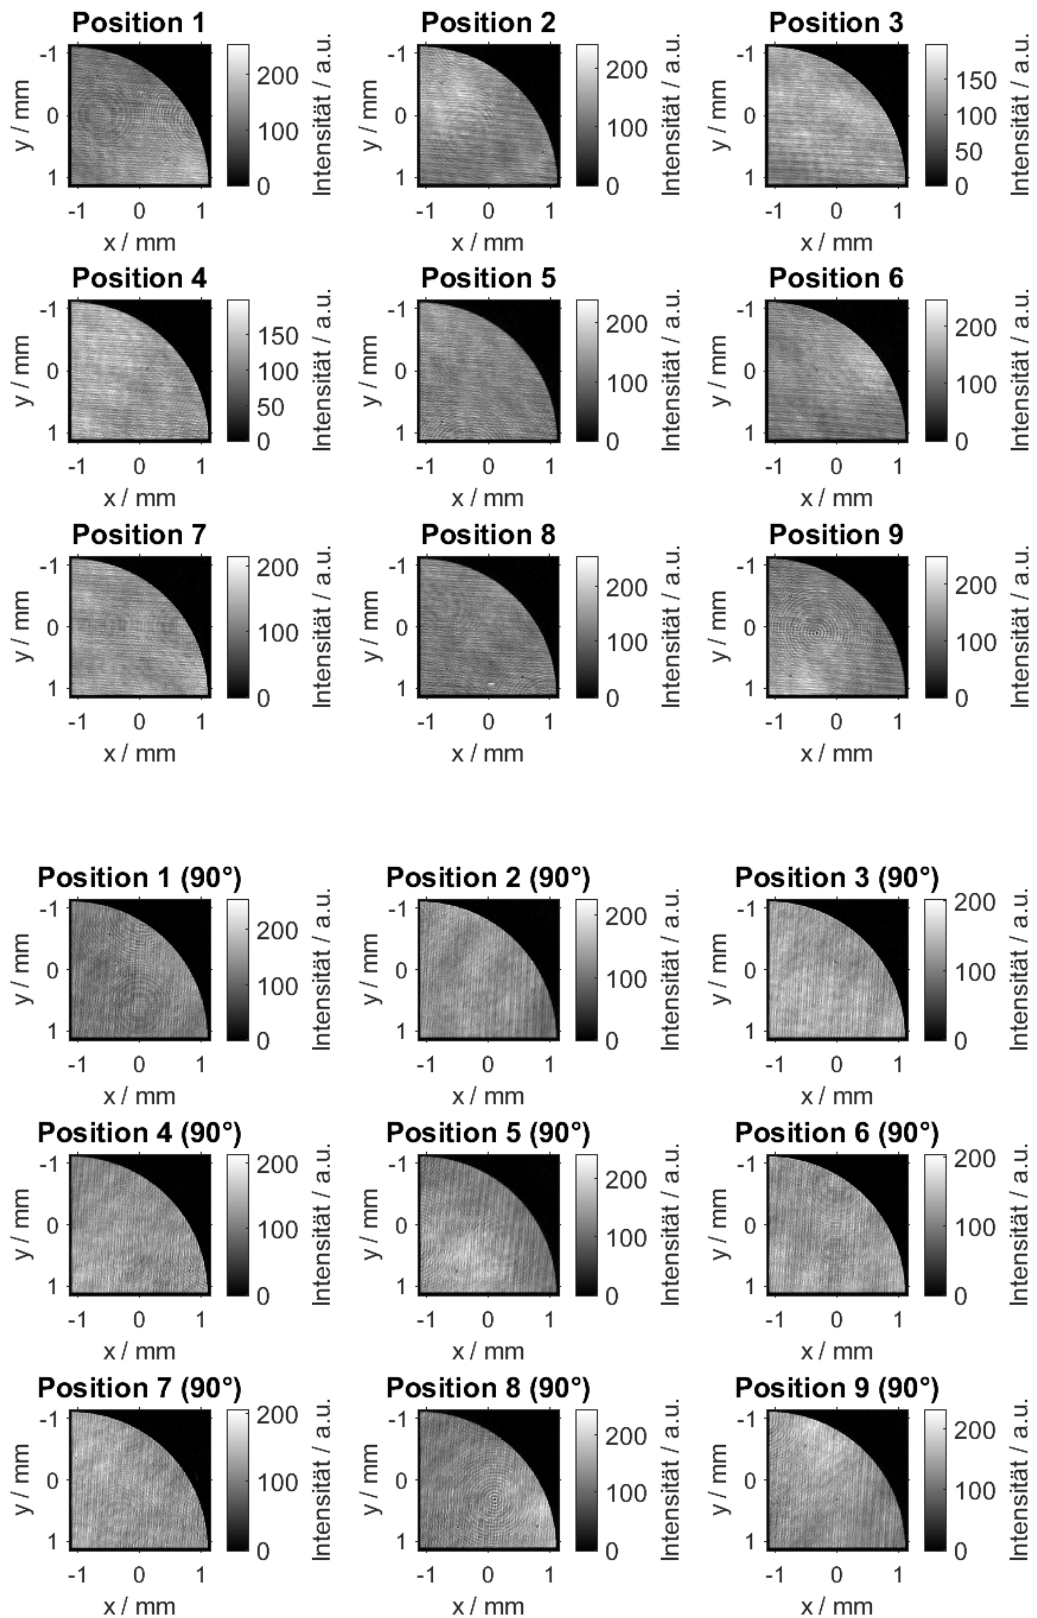 Position 1
-1
0
1
y / mm
-1 0 1
x / mm
200
100
0
Intensität / a.u.
Position 2
-1
0
1
y / mm
-1 0 1
x / mm
200
100
0
Intensität / a.u.
Position 3
-1
0
1
y / mm
-1 0 1
x / mm
150
100
50
0
Intensität / a.u.
Position 4
-1
0
1
y / mm
-1 0 1
x / mm
150
100
50
0
Intensität / a.u.
Position 5
-1
0
1
y / mm
-1 0 1
x / mm
200
100
0
Intensität / a.u.
Position 6
-1
0
1
y / mm
-1 0 1
x / mm
200
100
0
Intensität / a.u.
Position 7
-1
0
1
y / mm
-1 0 1
x / mm
200
100
0
Intensität / a.u.
Position 8
-1
0
1
y / mm
-1 0 1
x / mm
200
100
0
Intensität / a.u.
Position 9
-1
0
1
y / mm
-1 0 1
x / mm
200
100
0
Intensität / a.u.
Position 1 (90°)
-1
0
1
y / mm
-1 0 1
x / mm
200
100
0
Intensität / a.u.
Position 2 (90°)
-1
0
1
y / mm
-1 0 1
x / mm
200
100
0
Intensität / a.u.
Position 3 (90°)
-1
0
1
y / mm
-1 0 1
x / mm
200
100
0
Intensität / a.u.
Position 4 (90°)
-1
0
1
y / mm
-1 0 1
x / mm
200
100
0
Intensität / a.u.
Position 5 (90°)
-1
0
1
y / mm
-1 0 1
x / mm
200
100
0
Intensität / a.u.
Position 6 (90°)
-1
0
1
y / mm
-1 0 1
x / mm
200
100
0
Intensität / a.u.
Position 7 (90°)
-1
0
1
y / mm
-1 0 1
x / mm
200
100
0
Intensität / a.u.
Position 8 (90°)
-1
0
1
y / mm
-1 0 1
x / mm
200
100
0
Intensität / a.u.
Position 9 (90°)
-1
0
1
y / mm
-1 0 1
x / mm
200
100
0
Intensität / a.u.